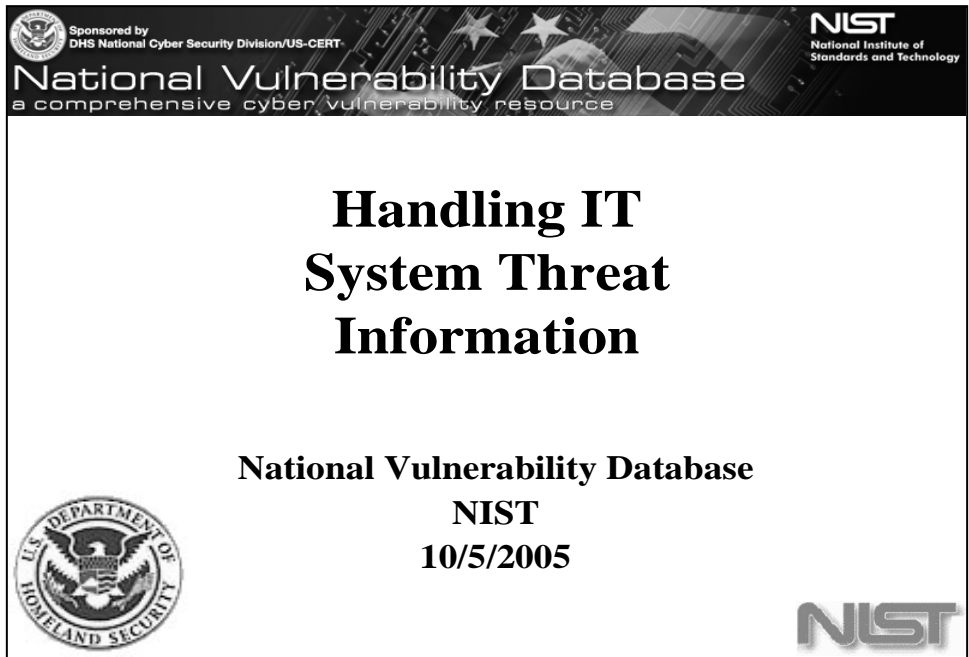 Sponsored by
DHS National Cyber Security Division/US-CERT
NIST
National Institute of
Standards and Technology
National Vulnerability Database
a comprehensive cyber vulnerability resource
Handling IT
System Threat
Information
National Vulnerability Database
NIST
10/5/2005
U.S. DEPARTMENT OF
HOMELAND SECURITY
NIST